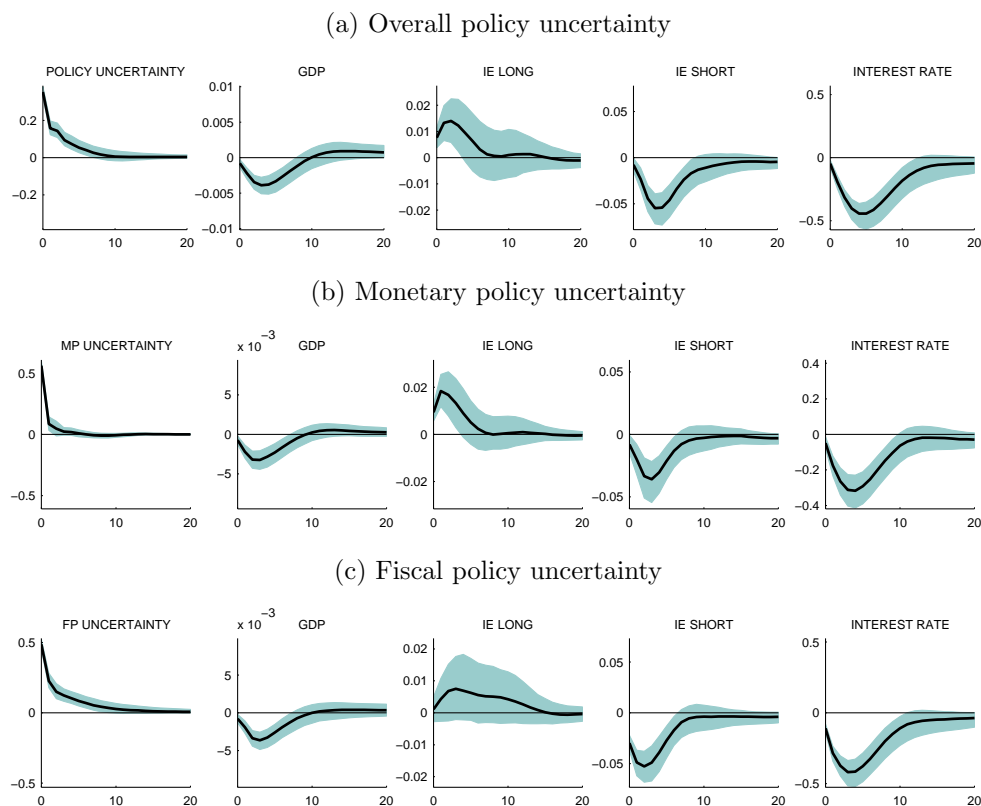 (a) Overall policy uncertainty
POLICY UNCERTAINTY GDP IE LONG IE SHORT INTEREST RATE
0.2
0
−0.2
0 10 20
0.01
0.005
0
−0.005
−0.01
0 10 20
0.02
0.01
0
−0.01
−0.02
0 10 20
0.05
0
−0.05
0 10 20
0.5
0
−0.5
0 10 20
(b) Monetary policy uncertainty
MP UNCERTAINTY GDP IE LONG IE SHORT INTEREST RATE
0.5
0
−0.5
0 10 20
x 10−3
5
0
−5
0 10 20
0.02
0
−0.02
0 10 20
0.05
0
−0.05
0 10 20
0.4
0.2
0
−0.2
−0.4
0 10 20
(c) Fiscal policy uncertainty
FP UNCERTAINTY GDP IE LONG IE SHORT INTEREST RATE
0.5
0
−0.5
0 10 20
x 10−3
5
0
−5
0 10 20
0.02
0.01
0
−0.01
−0.02
0 10 20
0.05
0
−0.05
0 10 20
0.5
0
−0.5
0 10 20